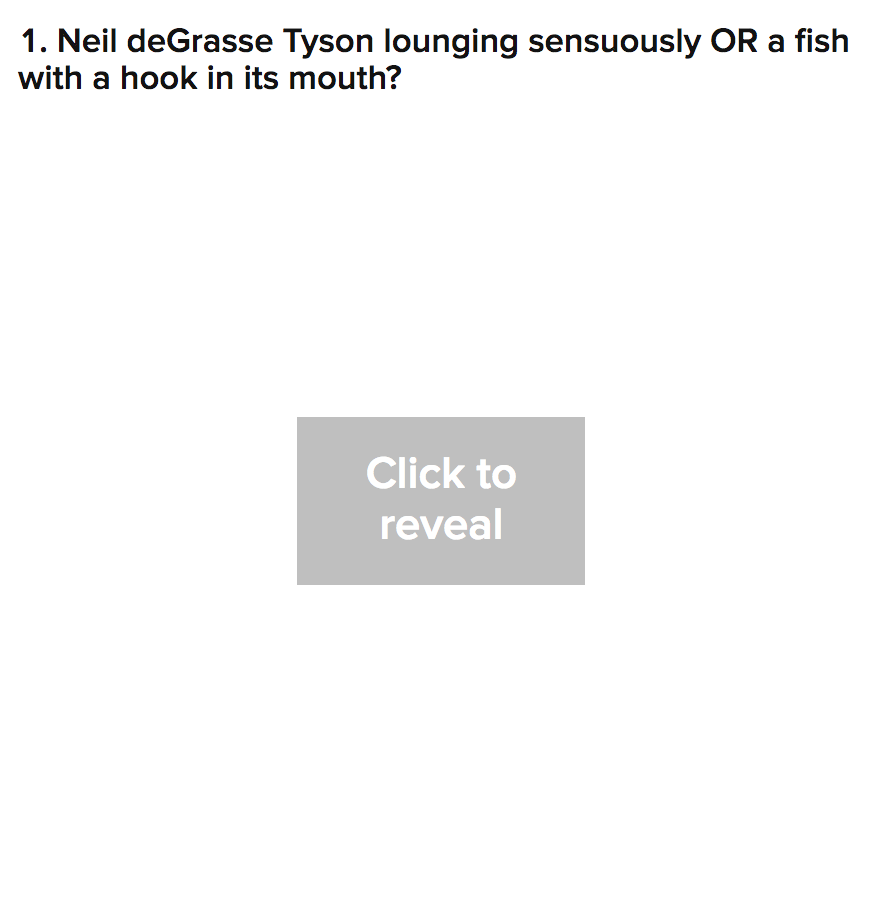 1. Neil deGrasse Tyson lounging sensuously OR a fish
with a hook in its mouth?
Click to
reveal